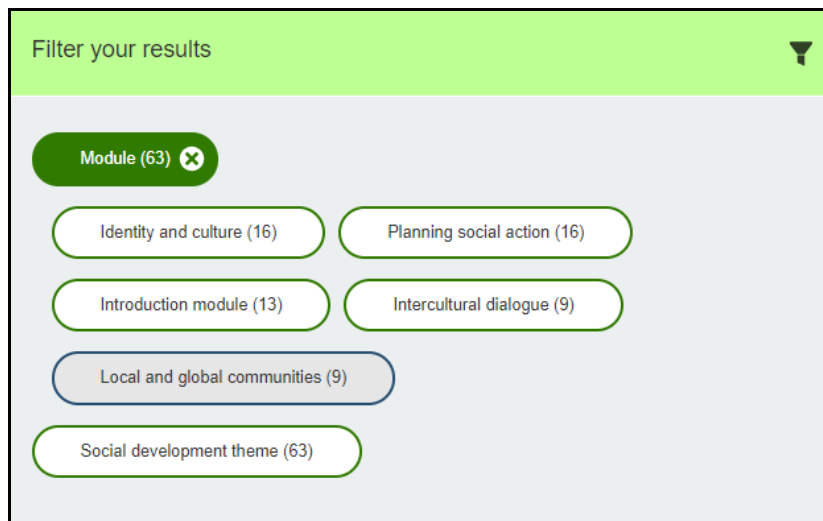 Filter your results
Module (63)
Identity and culture (16)
Planning social action (16)
Introduction module (13)
Intercultural dialogue (9)
Local and global communities (9)
Social development theme (63)